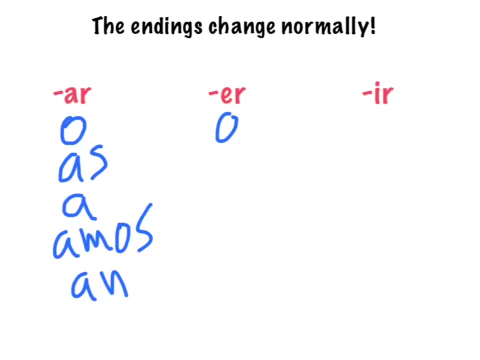 The endings change normally!
-ar -er -ir
o o
as
a
amos
an